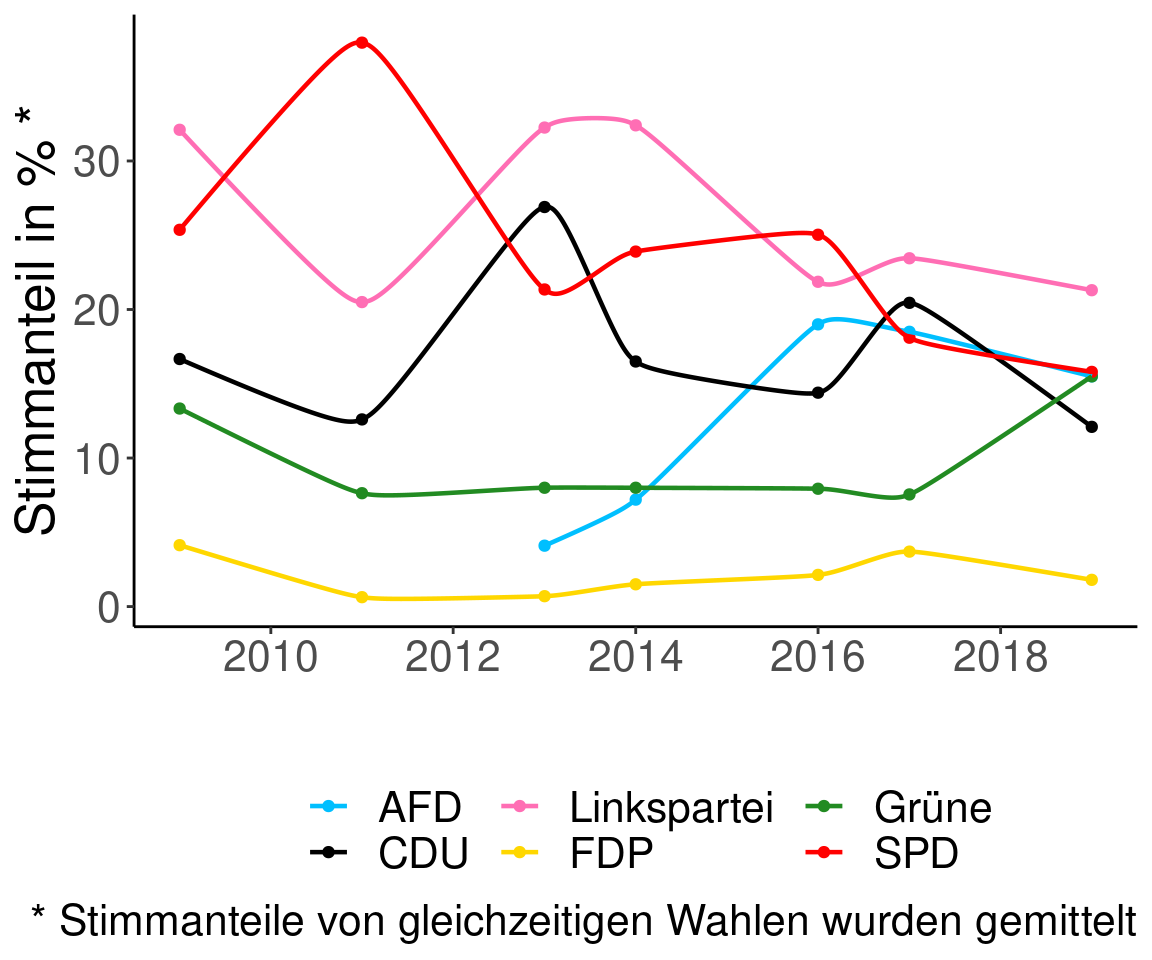 Stimmanteil in % *
30
20
10
0
2010 2012 2014 2016 2018
AFD Linkspartei Grüne
CDU FDP SPD
* Stimmanteile von gleichzeitigen Wahlen wurden gemittelt